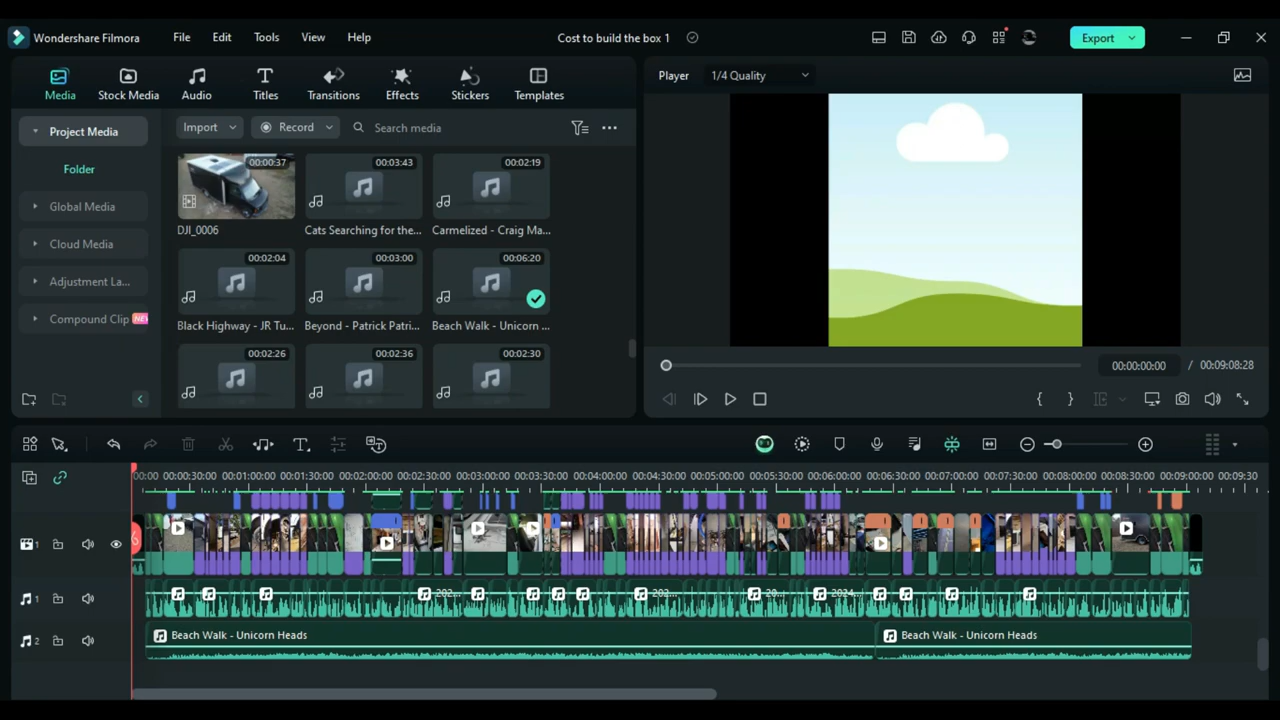 Wondershare Filmora File Edit Tools View Help Cost to build the box 1 Export
Media Stock Media Audio Titles Transitions Effects Stickers Templates
Player 1/4 Quality
Project Media
Import Record Search media
Folder
Global Media
Cloud Media
Adjustment La...
Compound Clip NEW
00:00:37 00:03:43 00:02:19
DJI_0006 Cats Searching for the... Carmelized - Craig Ma...
00:02:04 00:03:00 00:06:20
Black Highway - JR Tu... Beyond - Patrick Patri... Beach Walk - Unicorn ...
00:02:26 00:02:36 00:02:30
00:00:00:00 / 00:09:08:28
00:00 00:00:30:00 00:01:00:00 00:01:30:00 00:02:00:00 00:02:30:00 00:03:00:00 00:03:30:00 00:04:00:00 00:04:30:00 00:05:00:00 00:05:30:00 00:06:00:00 00:06:30:00 00:07:00:00 00:07:30:00 00:08:00:00 00:08:30:00 00:09:00:00 00:09:30
1
1 202... 202... 20... 2024...
2 Beach Walk - Unicorn Heads Beach Walk - Unicorn Heads